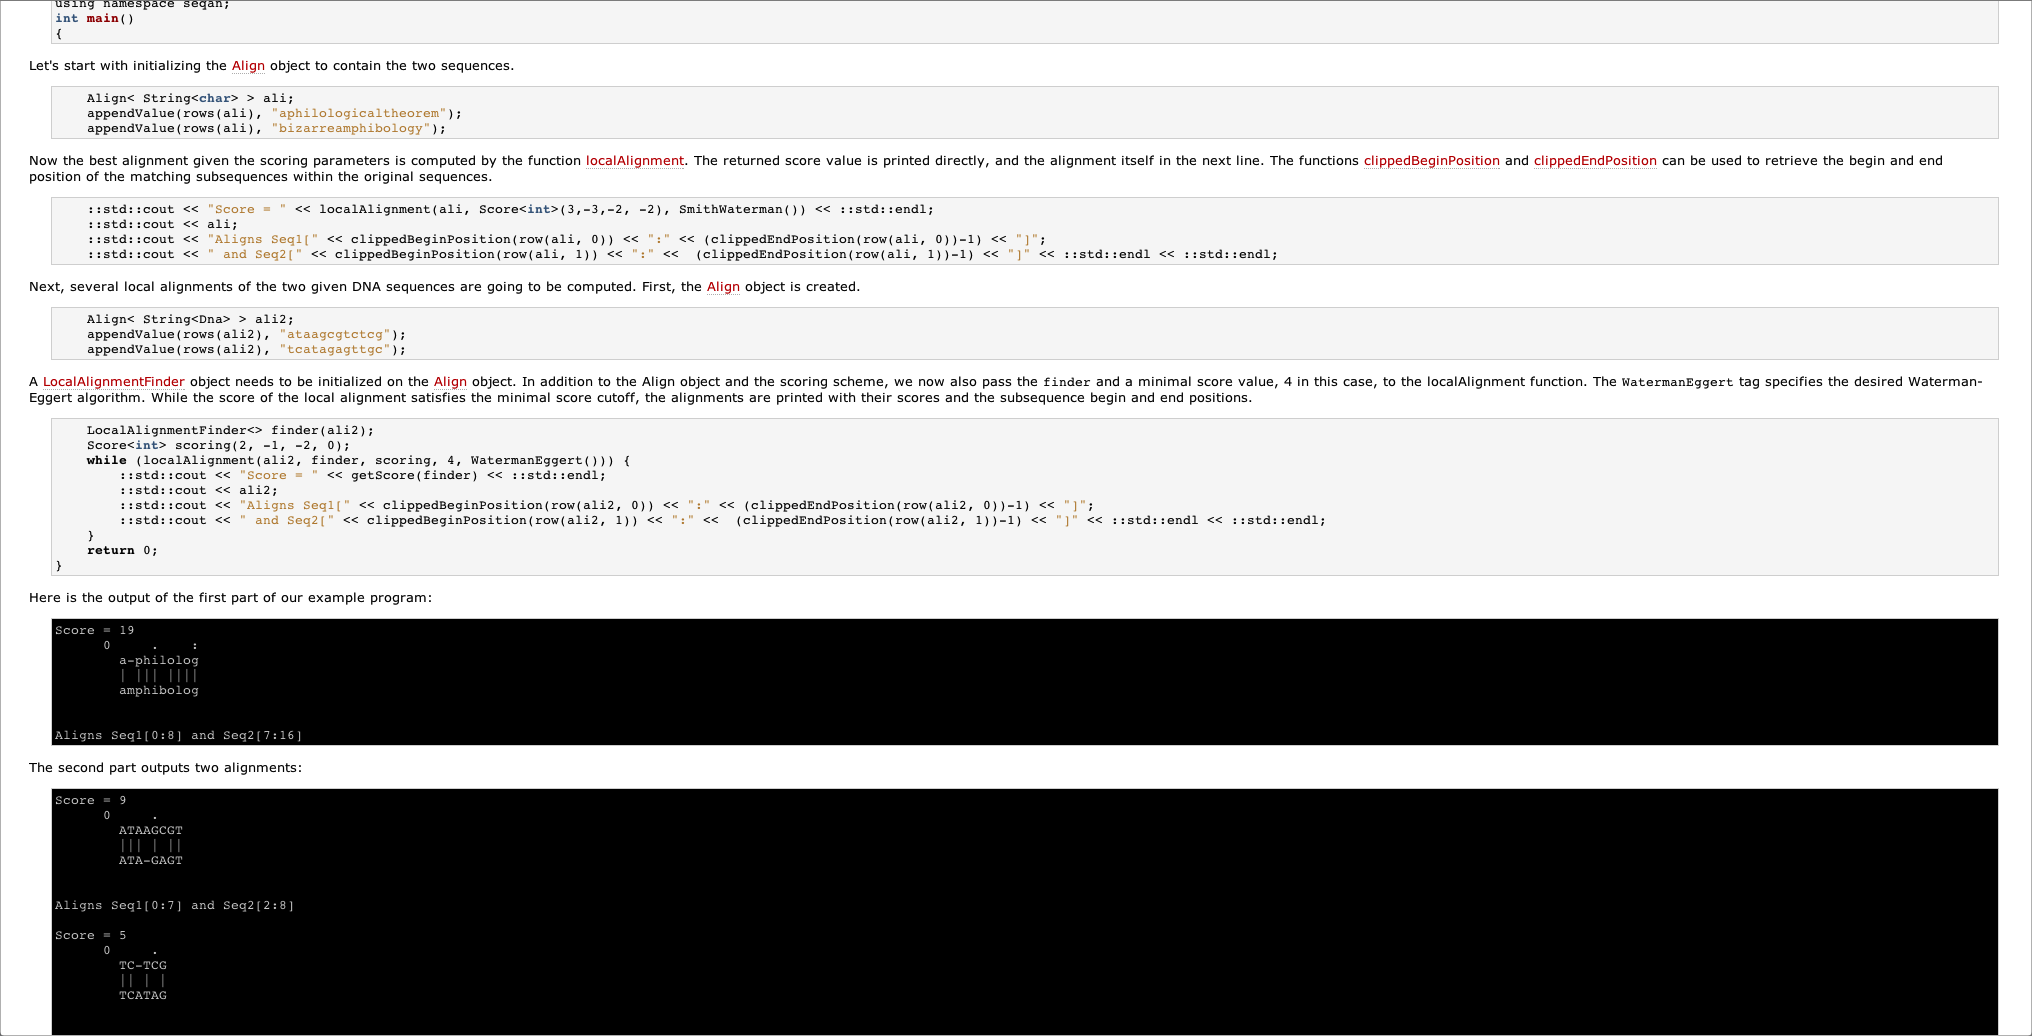 using namespace seqan;
int main()
{
Let's start with initializing the Align object to contain the two sequences.
Align< String<char> > ali;
appendValue(rows(ali), "aphilologicaltheorem");
appendValue(rows(ali), "bizarreamphibology");
Now the best alignment given the scoring parameters is computed by the function localAlignment. The returned score value is printed directly, and the alignment itself in the next line. The functions clippedBeginPosition and clippedEndPosition can be used to retrieve the begin and end
position of the matching subsequences within the original sequences.
::std::cout << "Score = " << localAlignment(ali, Score<int>(3,-3,-2, -2), SmithWaterman()) << ::std::endl;
::std::cout << ali;
::std::cout << "Aligns Seq1[" << clippedBeginPosition(row(ali, 0)) << ":" << (clippedEndPosition(row(ali, 0))-1) << "]";
::std::cout << " and Seq2[" << clippedBeginPosition(row(ali, 1)) << ":" <<  (clippedEndPosition(row(ali, 1))-1) << "]" << ::std::endl << ::std::endl;
Next, several local alignments of the two given DNA sequences are going to be computed. First, the Align object is created.
Align< String<Dna> > ali2;
appendValue(rows(ali2), "ataagcgtctcg");
appendValue(rows(ali2), "tcatagagttgc");
A LocalAlignmentFinder object needs to be initialized on the Align object. In addition to the Align object and the scoring scheme, we now also pass the finder and a minimal score value, 4 in this case, to the localAlignment function. The WatermanEggert tag specifies the desired Waterman-
Eggert algorithm. While the score of the local alignment satisfies the minimal score cutoff, the alignments are printed with their scores and the subsequence begin and end positions.
LocalAlignmentFinder<> finder(ali2);
Score<int> scoring(2, -1, -2, 0);
while (localAlignment(ali2, finder, scoring, 4, WatermanEggert())) {
::std::cout << "Score = " << getScore(finder) << ::std::endl;
::std::cout << ali2;
::std::cout << "Aligns Seq1[" << clippedBeginPosition(row(ali2, 0)) << ":" << (clippedEndPosition(row(ali2, 0))-1) << "]";
::std::cout << " and Seq2[" << clippedBeginPosition(row(ali2, 1)) << ":" <<  (clippedEndPosition(row(ali2, 1))-1) << "]" << ::std::endl << ::std::endl;
}
return 0;
}
Here is the output of the first part of our example program:
Score = 19
0     .    :
a-philolog
| ||| ||||
amphibolog
Aligns Seq1[0:8] and Seq2[7:16]
The second part outputs two alignments:
Score = 9
0     .
ATAAGCGT
||| | ||
ATA-GAGT
Aligns Seq1[0:7] and Seq2[2:8]
Score = 5
0     .
TC-TCG
|| | |
TCATAG